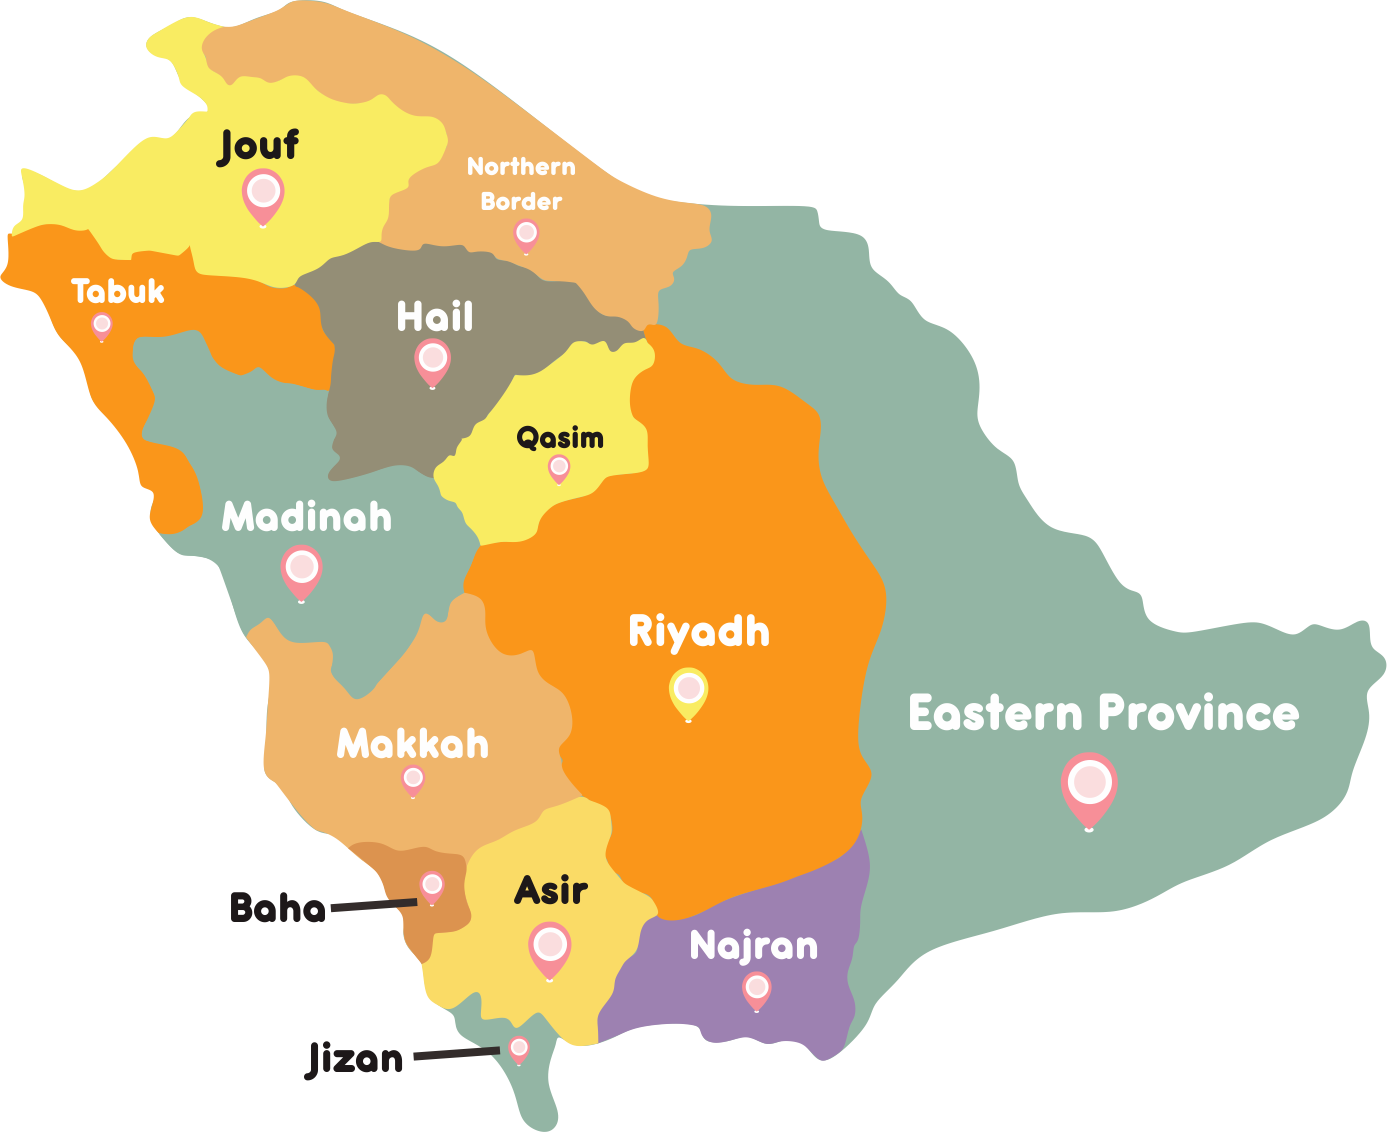 Jouf
Northern
Border
Tabuk
Hail
Qasim
Madinah
Riyadh
Eastern Province
Makkah
Asir
Baha
Najran
Jizan